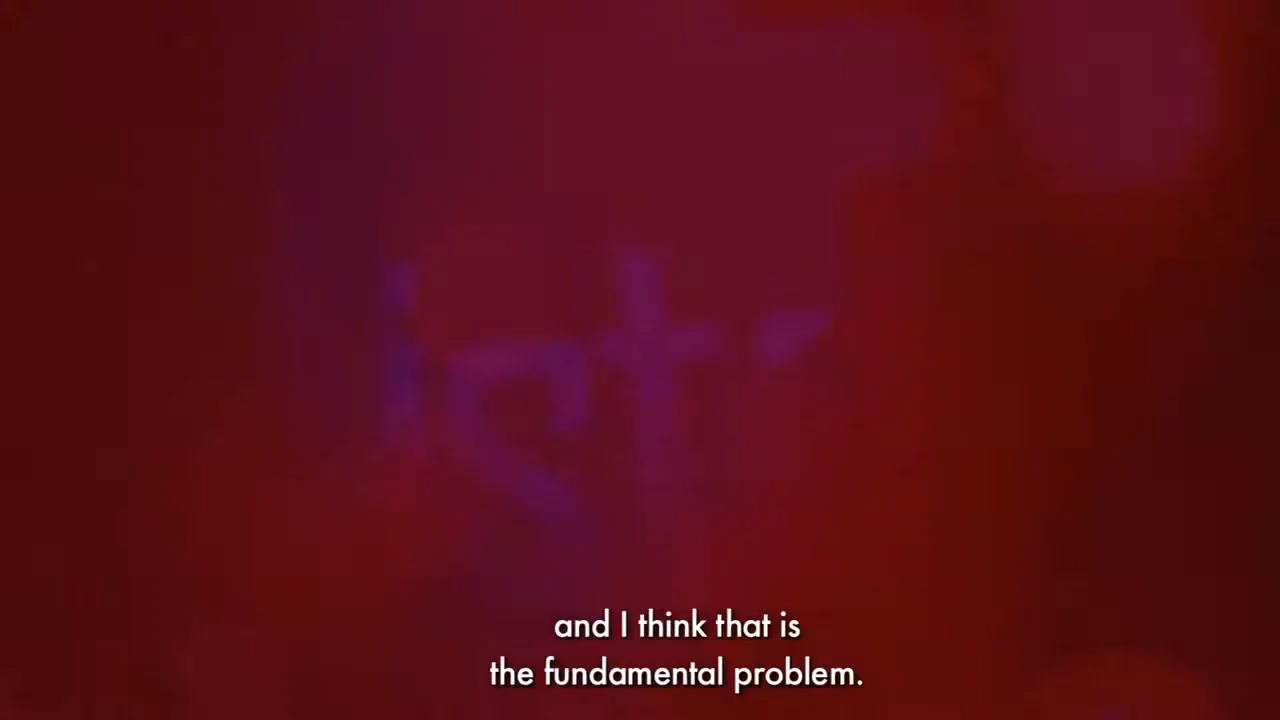 and I think that is
the fundamental problem.